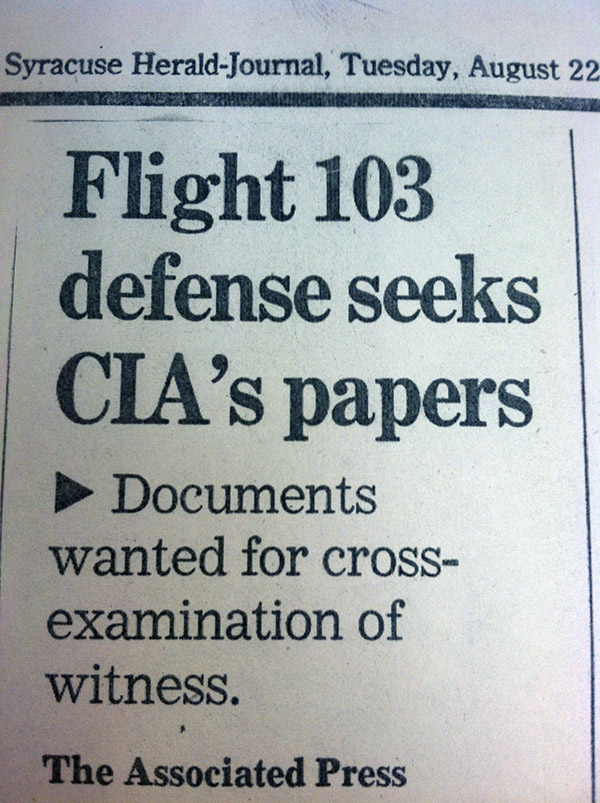 Syracuse Herald-Journal, Tuesday, August 22
Flight 103
defense seeks
CIA's papers
▶ Documents
wanted for cross-
examination of
witness.
The Associated Press